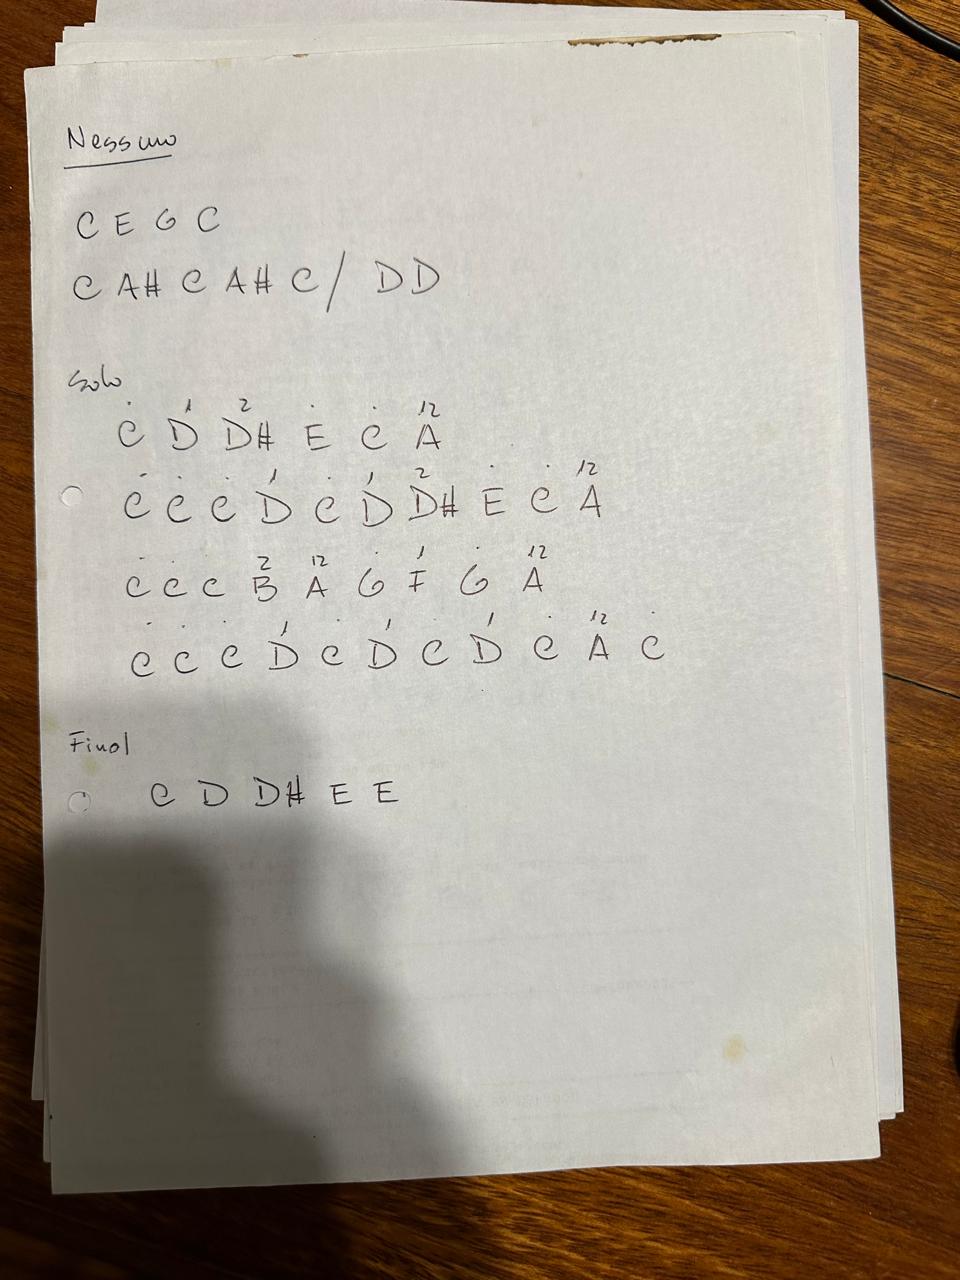 Nessuno
C E G C
C A# C A# C / D D
Solo
. 1 2 . . 12
C D D# E C A
. . . 1 . 1 2 . . 12
C C C D C D D# E C A
. . . 2 12 . 1 . 12
C C C B A G F G A
. . . 1 . 1 . 1 . 12 .
C C C D C D C D C A C
Final
C D D# E E